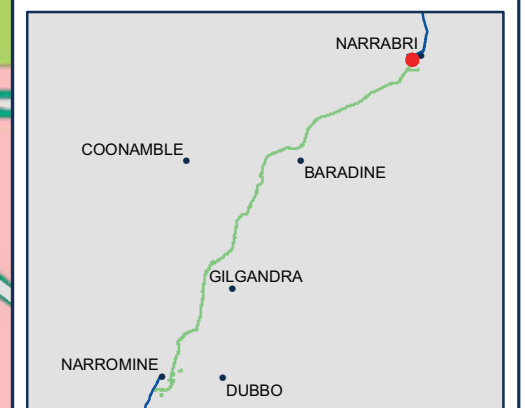 NARRABRI
COONAMBLE
BARADINE
GILGANDRA
NARROMINE
DUBBO